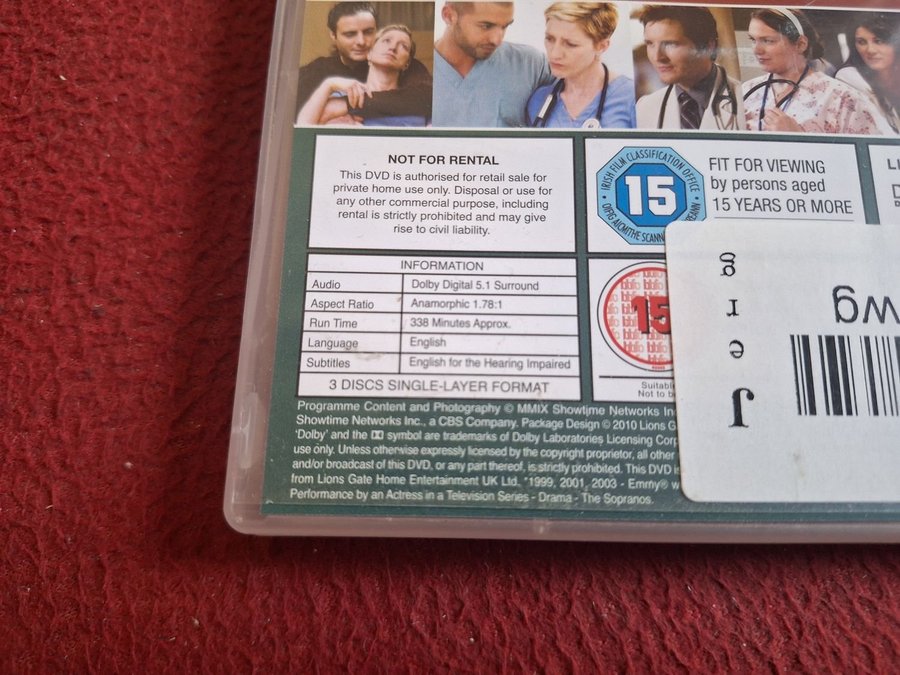 NOT FOR RENTAL
This DVD is authorised for retail sale for
private home use only. Disposal or use for
any other commercial purpose, including
rental is strictly prohibited and may give
rise to civil liability.
IRISH FILM CLASSIFICATION OFFICE
15
FIT FOR VIEWING
by persons aged
15 YEARS OR MORE
INFORMATION
Audio Dolby Digital 5.1 Surround
Aspect Ratio Anamorphic 1.78:1
Run Time 338 Minutes Approx.
Language English
Subtitles English for the Hearing Impaired
3 DISCS SINGLE-LAYER FORMAT
15
Suitabl
Not to b
Programme Content and Photography © MMIX Showtime Networks In
Showtime Networks Inc., a CBS Company. Package Design © 2010 Lions G
'Dolby' and the symbol are trademarks of Dolby Laboratories Licensing Corp
use only. Unless otherwise expressly licensed by the copyright proprietor, all other
and/or broadcast of this DVD, or any part thereof, is strictly prohibited. This DVD i
from Lions Gate Home Entertainment UK Ltd. *1999, 2001, 2003 - Emmy® w
Performance by an Actress in a Television Series - Drama - The Sopranos.